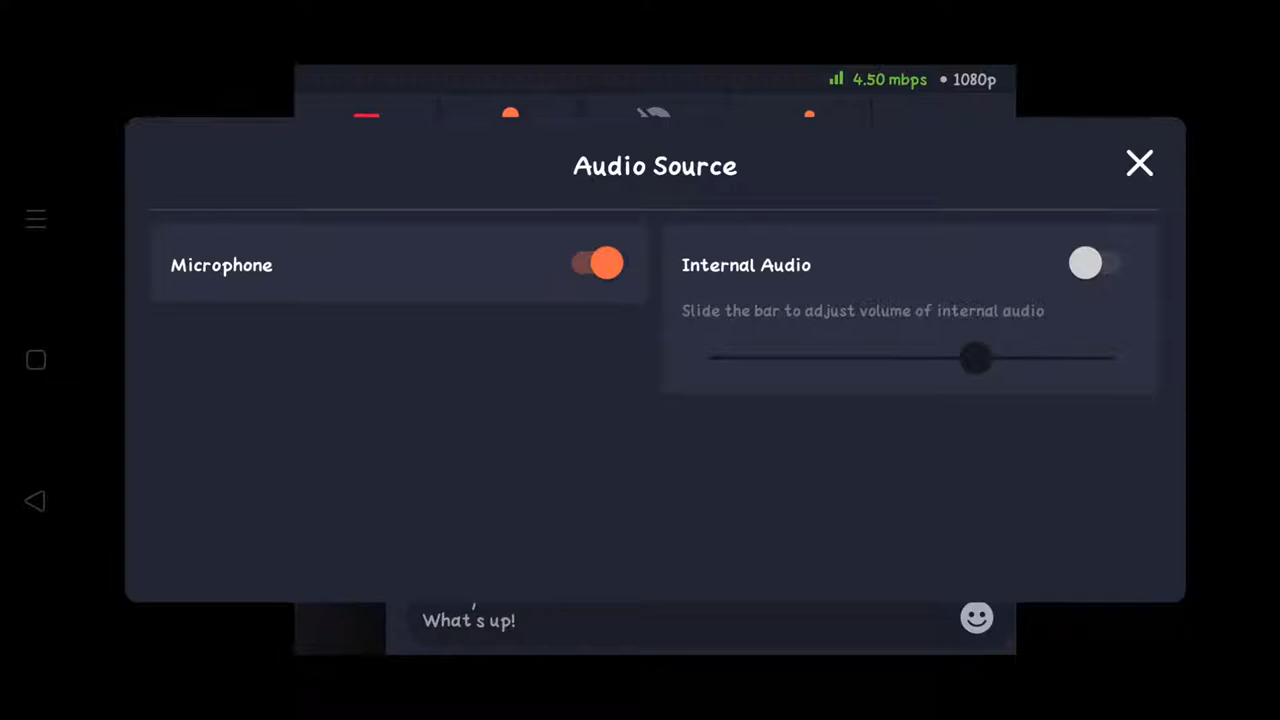 4.50 mbps • 1080p
Audio Source
Microphone
Internal Audio
Slide the bar to adjust volume of internal audio
What's up!